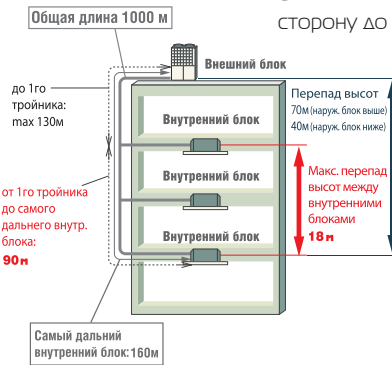 сторону до
Общая длина 1000 м
Внешний блок
до 1го
тройника:
max 130м
Перепад высот
70м (наруж. блок выше)
40м (наруж. блок ниже)
Внутренний блок
Внутренний блок
Внутренний блок
Макс. перепад
высот между
внутренними
блоками
18м
от 1го тройника
до самого
дальнего внутр.
блока:
90м
Самый дальний
внутренний блок: 160м